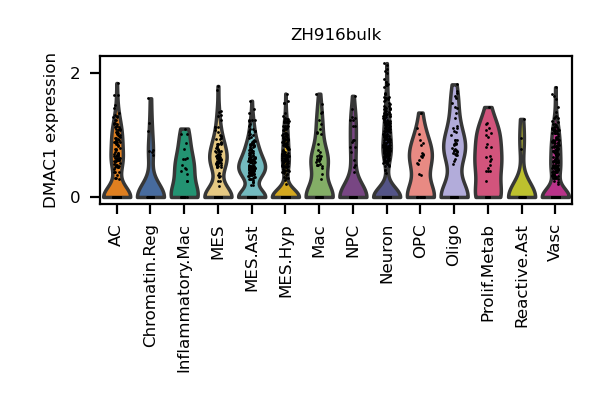 ZH916bulk
DMAC1 expression
2
0
AC
Chromatin.Reg
Inflammatory.Mac
MES
MES.Ast
MES.Hyp
Mac
NPC
Neuron
OPC
Oligo
Prolif.Metab
Reactive.Ast
Vasc